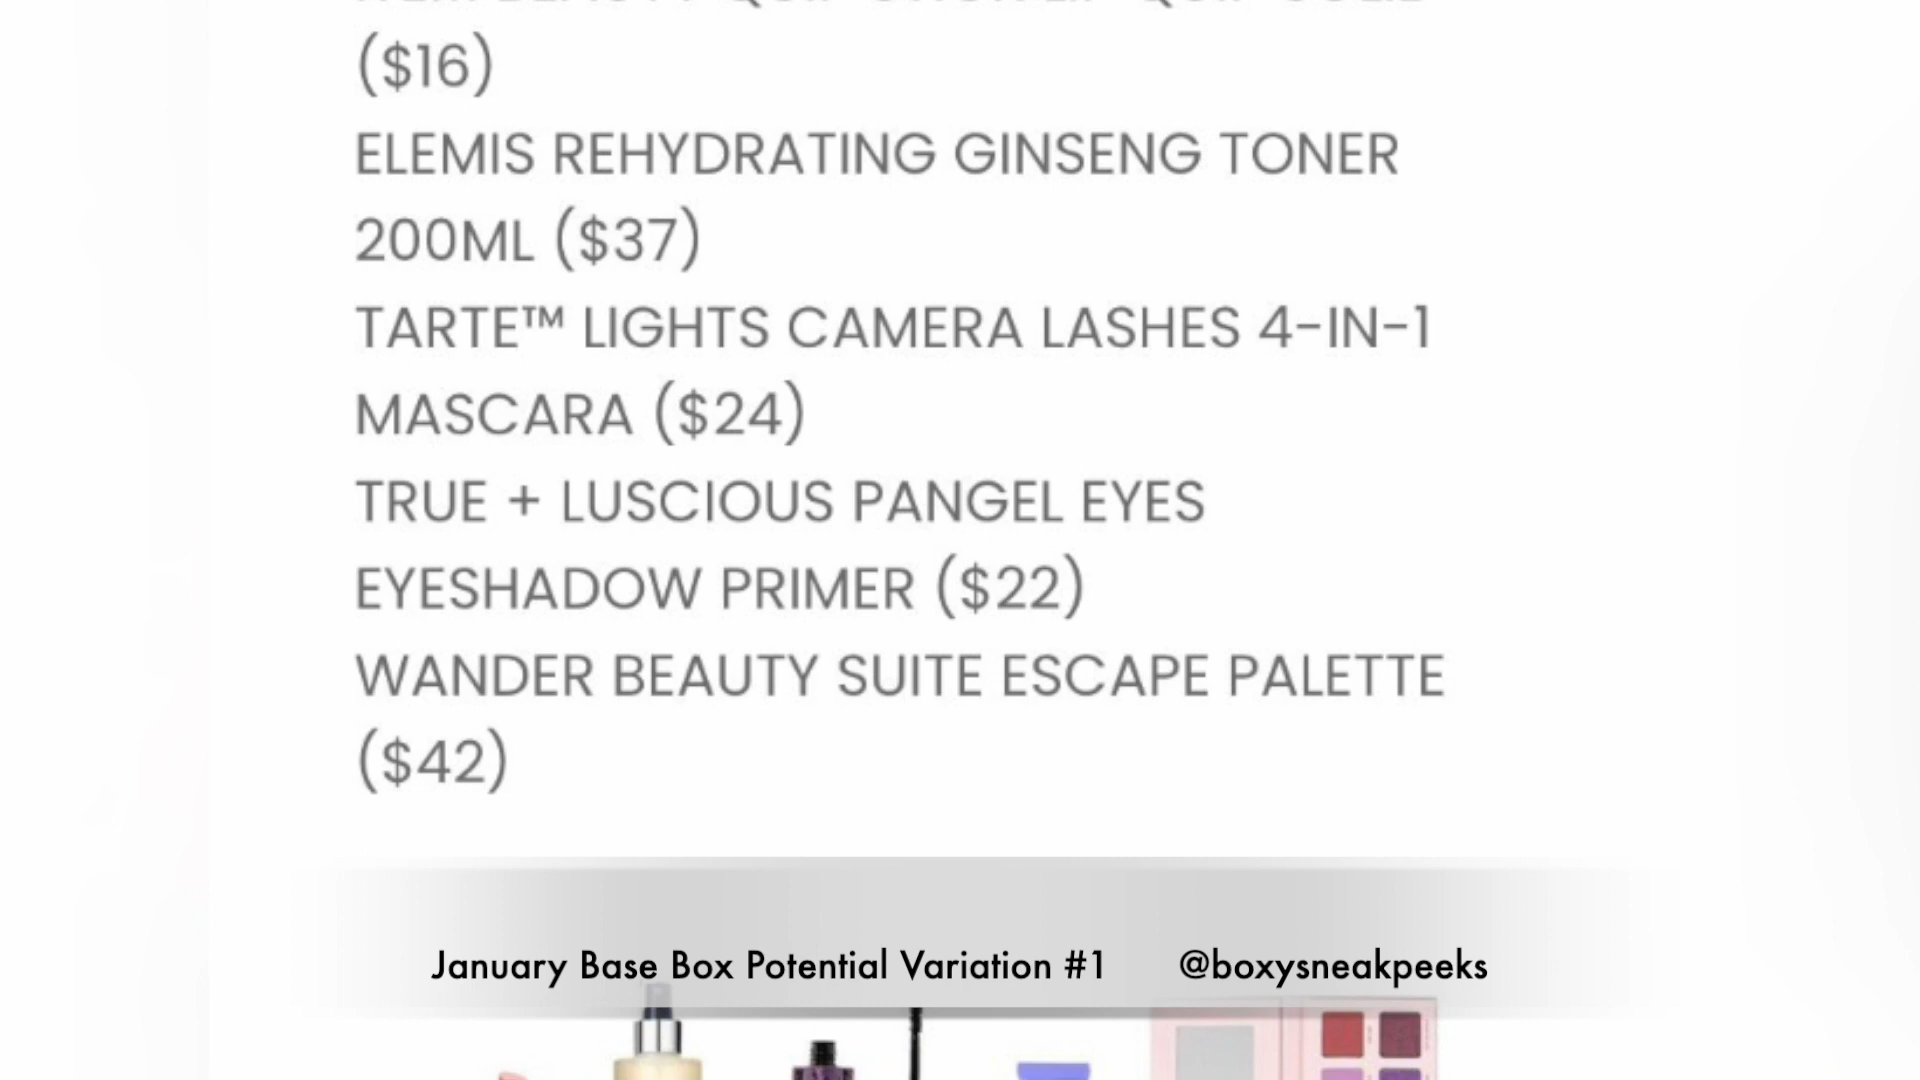 ($16)
ELEMIS REHYDRATING GINSENG TONER
200ML ($37)
TARTE™ LIGHTS CAMERA LASHES 4-IN-1
MASCARA ($24)
TRUE + LUSCIOUS PANGEL EYES
EYESHADOW PRIMER ($22)
WANDER BEAUTY SUITE ESCAPE PALETTE
($42)
January Base Box Potential Variation #1 @boxysneakpeeks